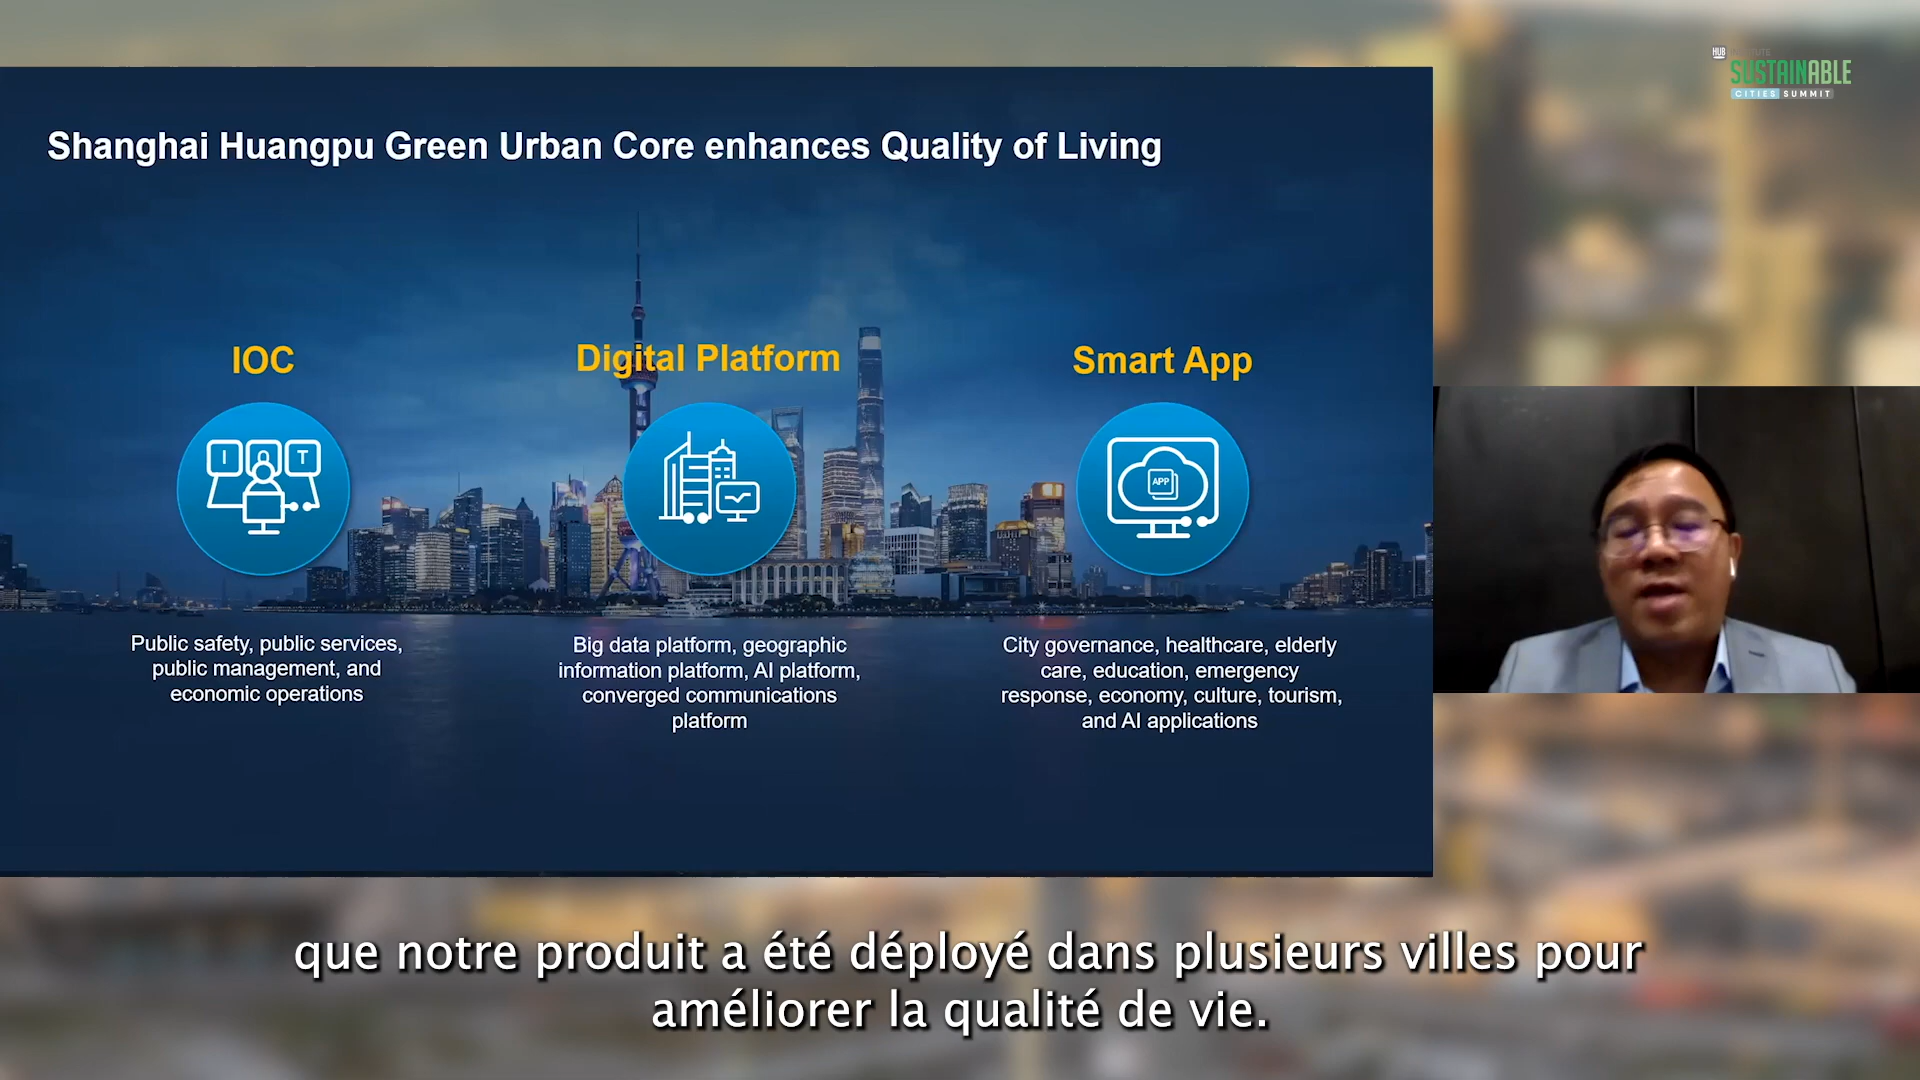 HUB INSTITUTE
SUSTAINABLE
CITIES SUMMIT
Shanghai Huangpu Green Urban Core enhances Quality of Living
IOC
Digital Platform
Smart App
I O T
APP
Public safety, public services,
public management, and
economic operations
Big data platform, geographic
information platform, AI platform,
converged communications
platform
City governance, healthcare, elderly
care, education, emergency
response, economy, culture, tourism,
and AI applications
que notre produit a été déployé dans plusieurs villes pour
améliorer la qualité de vie.